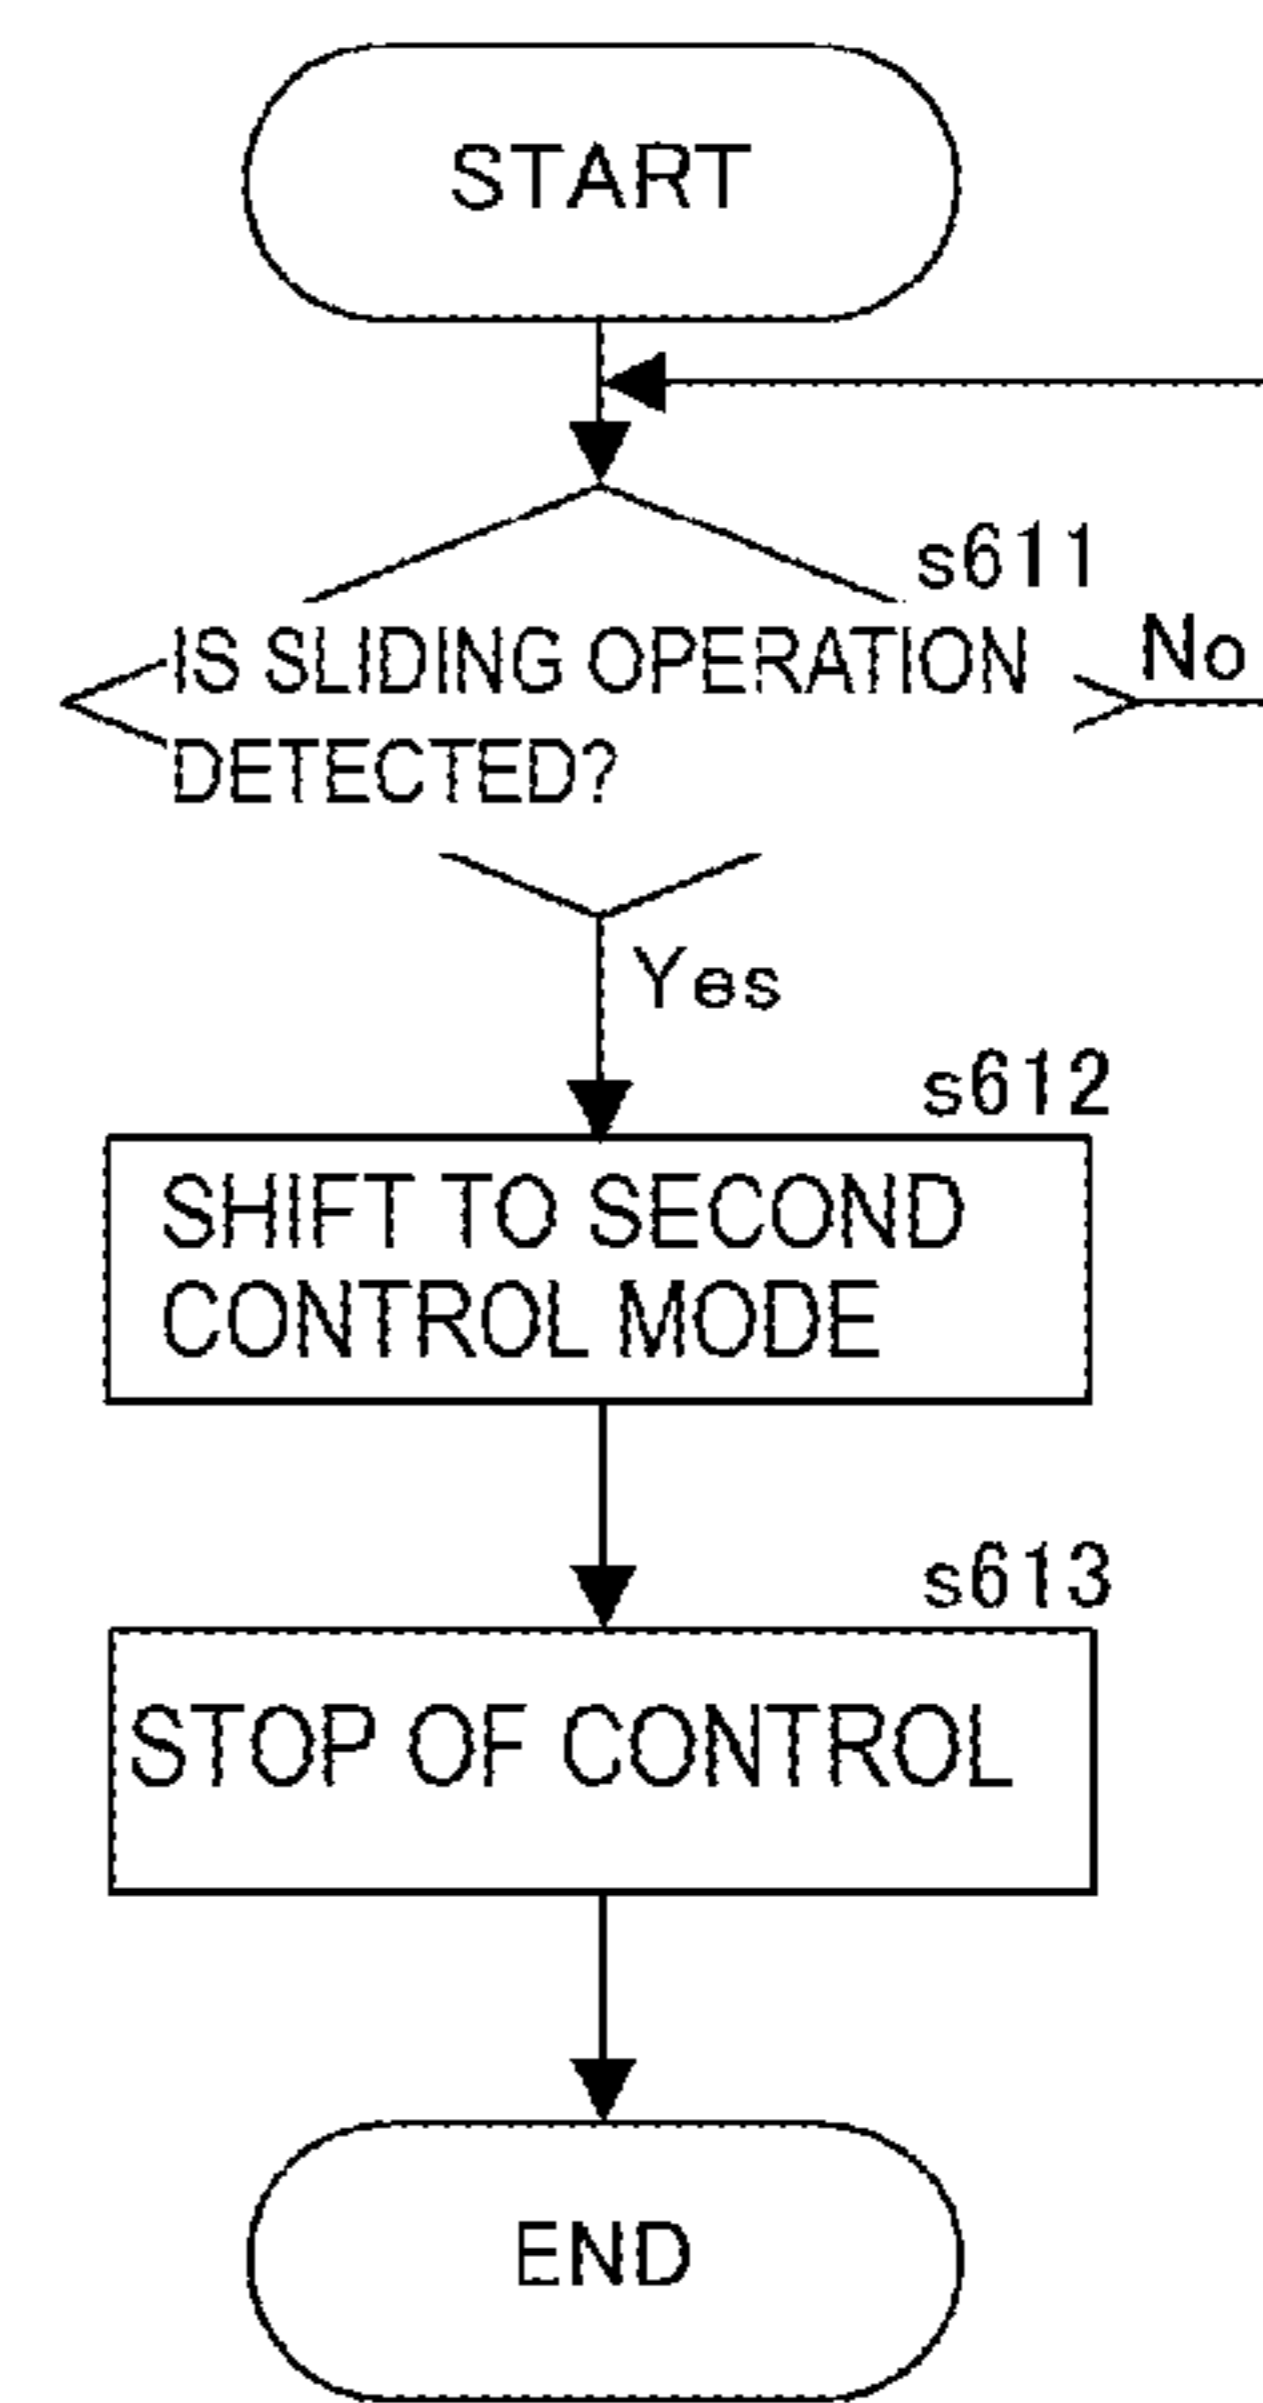 START
s611
IS SLIDING OPERATION
DETECTED?
No
Yes
s612
SHIFT TO SECOND
CONTROL MODE
s613
STOP OF CONTROL
END